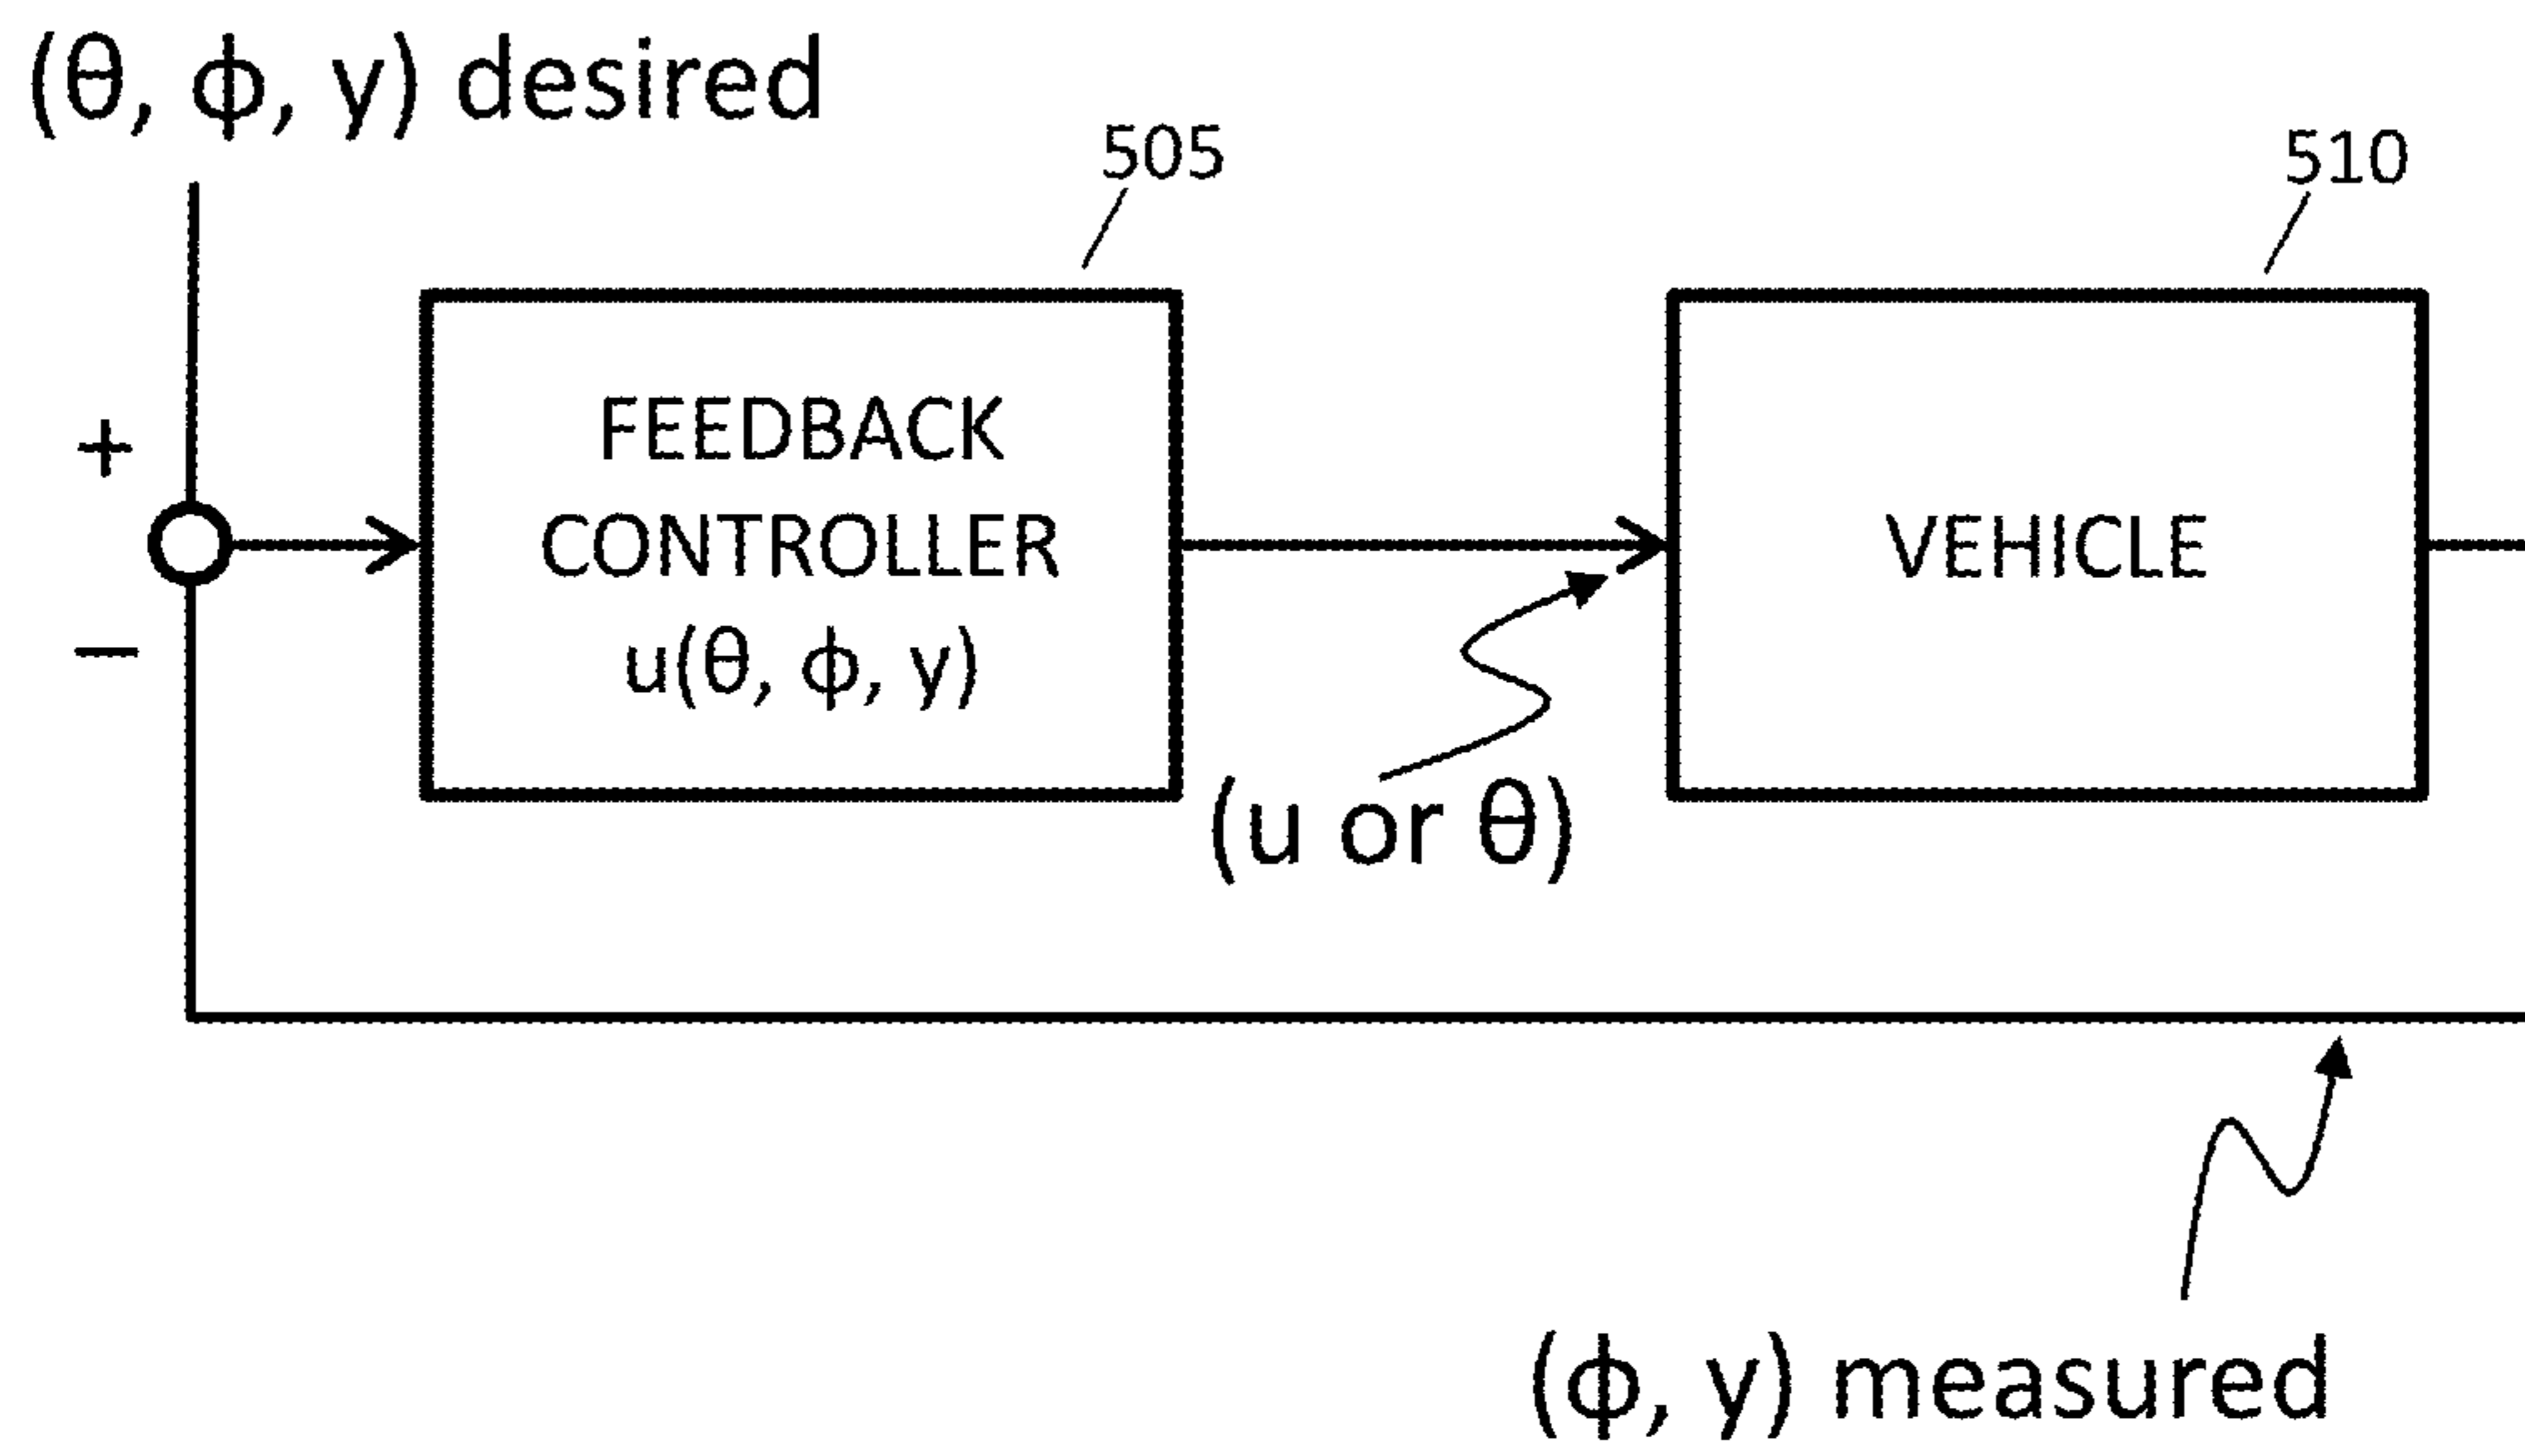 (θ, ϕ, y) desired
505
510
+
FEEDBACK
CONTROLLER
u(θ, ϕ, y)
VEHICLE
−
(u or θ)
(ϕ, y) measured